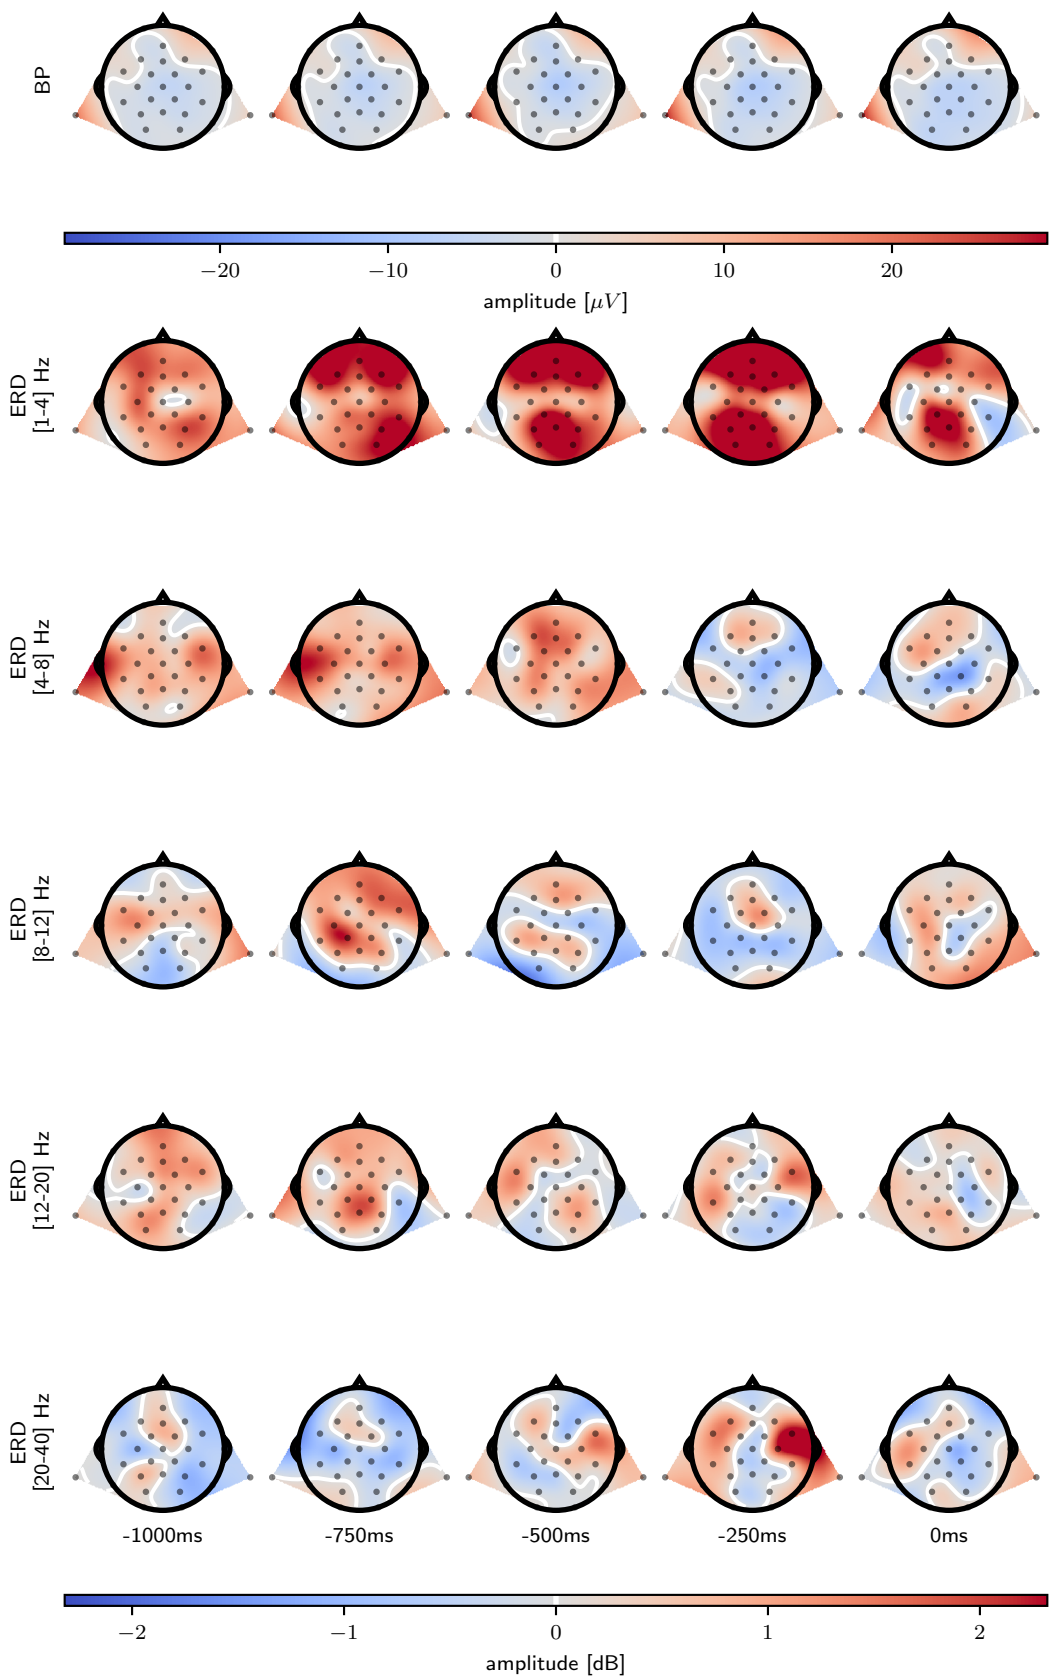 BP
−20 −10 0 10 20
amplitude [μV]
ERD
[1-4] Hz
ERD
[4-8] Hz
ERD
[8-12] Hz
ERD
[12-20] Hz
ERD
[20-40] Hz
-1000ms -750ms -500ms -250ms 0ms
−2 −1 0 1 2
amplitude [dB]